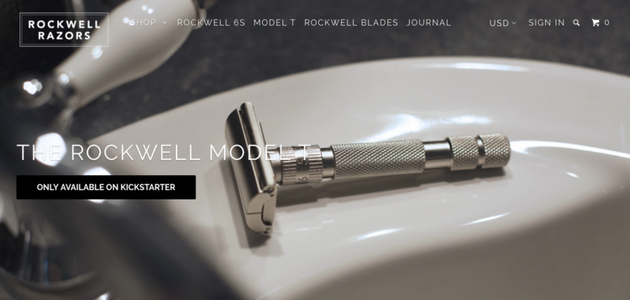 ROCKWELL
RAZORS
SHOP ROCKWELL 6S MODEL T ROCKWELL BLADES JOURNAL USD SIGN IN 0
THE ROCKWELL MODEL T
ONLY AVAILABLE ON KICKSTARTER